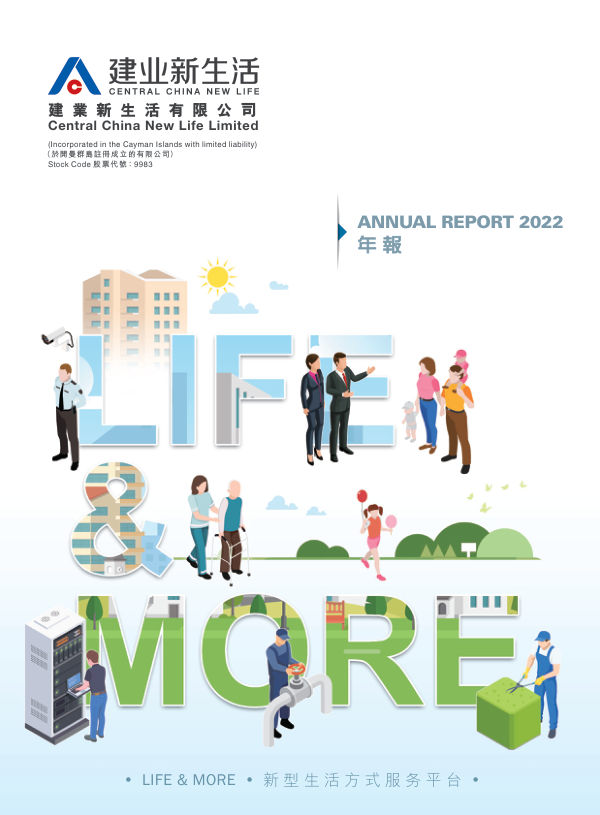 建业新生活
CENTRAL CHINA NEW LIFE
建業新生活有限公司
Central China New Life Limited
(Incorporated in the Cayman Islands with limited liability)
(於開曼群島註冊成立的有限公司)
Stock Code 股票代號：9983
ANNUAL REPORT 2022
年報
LIFE
&
MORE
• LIFE & MORE • 新型生活方式服務平台 •